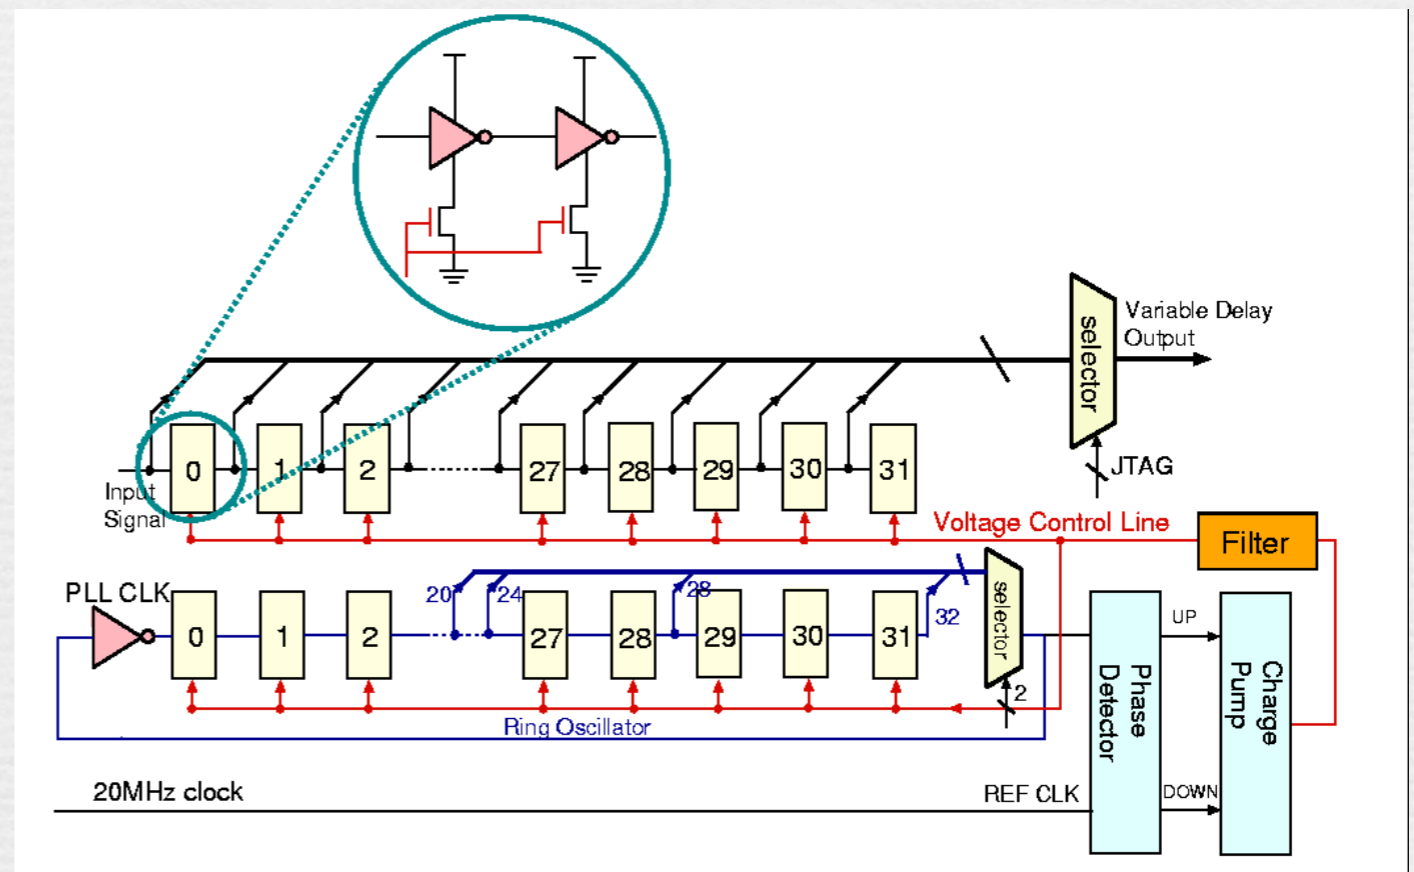 Variable Delay
Output
selector
JTAG
0
1
2
27
28
29
30
31
Input
Signal
Voltage Control Line
Filter
PLL CLK
20
24
28
32
selector
2
0
1
2
27
28
29
30
31
Ring Oscillator
Phase
Detector
UP
DOWN
Charge
Pump
20MHz clock
REF CLK